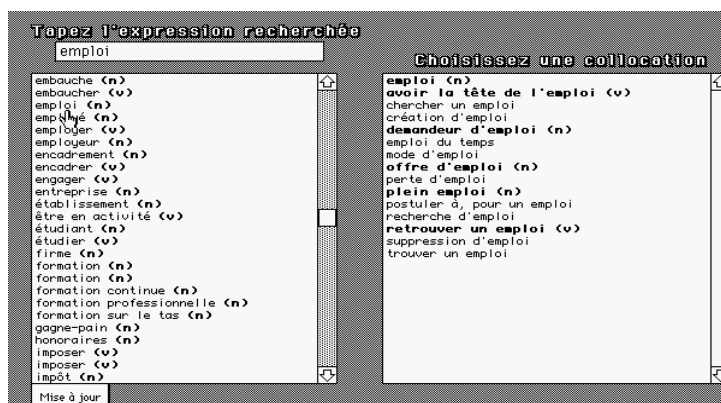 Tapez l'expression recherchée
emploi
embauche (n)
embaucher (v)
emploi (n)
employé (n)
employer (v)
employeur (n)
encadrement (n)
encadrer (v)
engager (v)
entreprise (n)
établissement (n)
être en activité (v)
étudiant (n)
étudier (v)
firme (n)
formation (n)
formation (n)
formation continue (n)
formation professionnelle (n)
formation sur le tas (n)
gagne-pain (n)
honoraires (n)
imposer (v)
imposer (v)
impôt (n)
Mise à jour
Choisissez une collocation
emploi (n)
avoir la tête de l'emploi (v)
chercher un emploi
création d'emploi
demandeur d'emploi (n)
emploi du temps
mode d'emploi
offre d'emploi (n)
perte d'emploi
plein emploi (n)
postuler à, pour un emploi
recherche d'emploi
retrouver un emploi (v)
suppression d'emploi
trouver un emploi